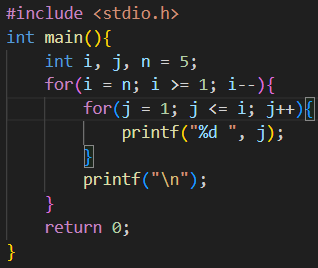 #include <stdio.h>
int main(){
    int i, j, n = 5;
    for(i = n; i >= 1; i--){
        for(j = 1; j <= i; j++){
            printf("%d ", j);
        }
        printf("\n");
    }
    return 0;
}